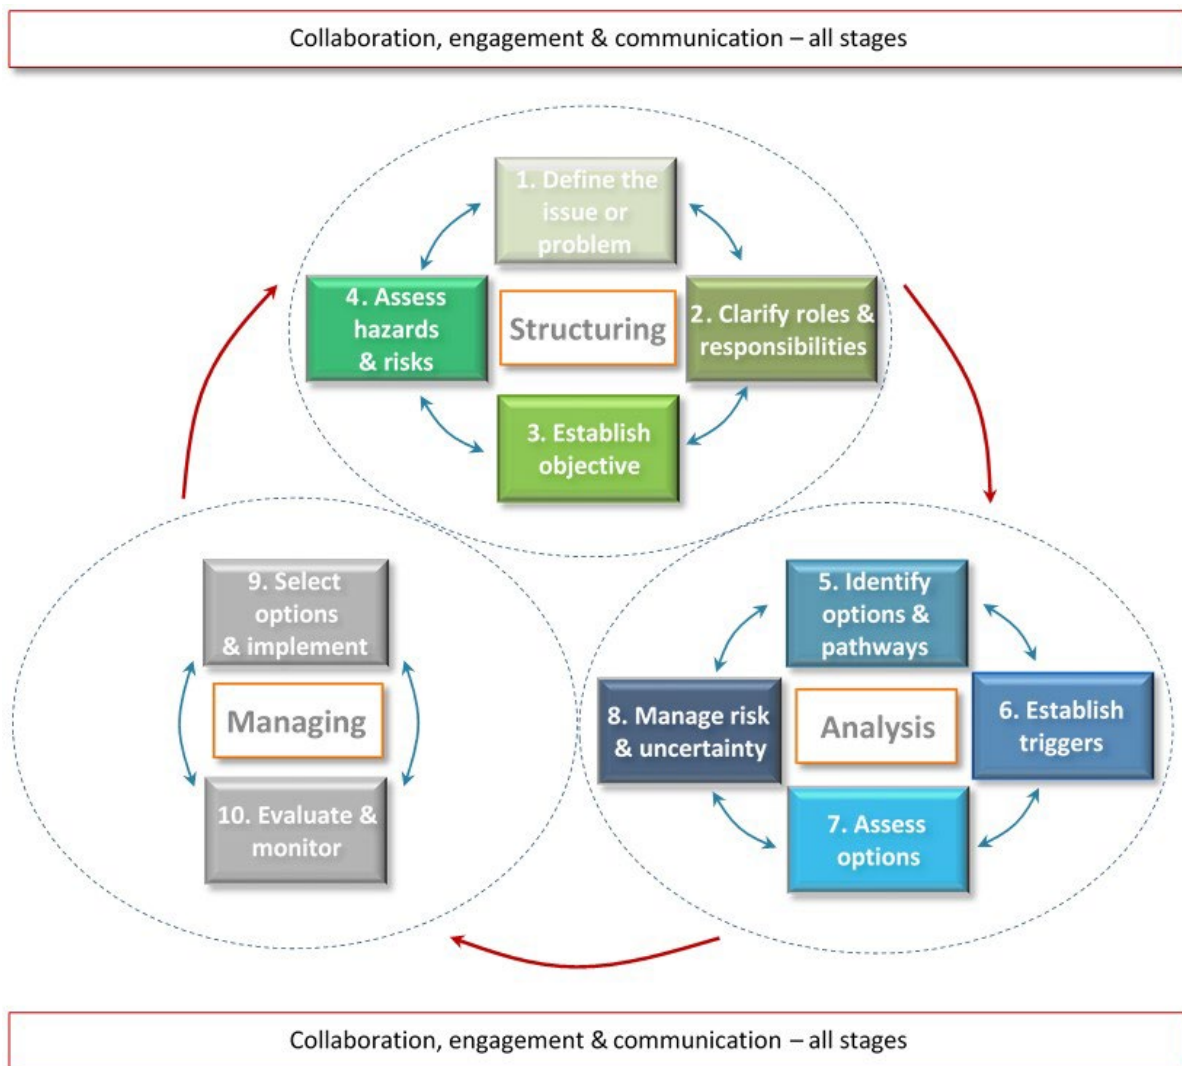 Collaboration, engagement & communication – all stages
1. Define the
issue or
problem
4. Assess
hazards
& risks
Structuring
2. Clarify roles &
responsibilities
3. Establish
objective
9. Select
options
& implement
Managing
10. Evaluate &
monitor
5. Identify
options &
pathways
8. Manage risk
& uncertainty
Analysis
6. Establish
triggers
7. Assess
options
Collaboration, engagement & communication – all stages